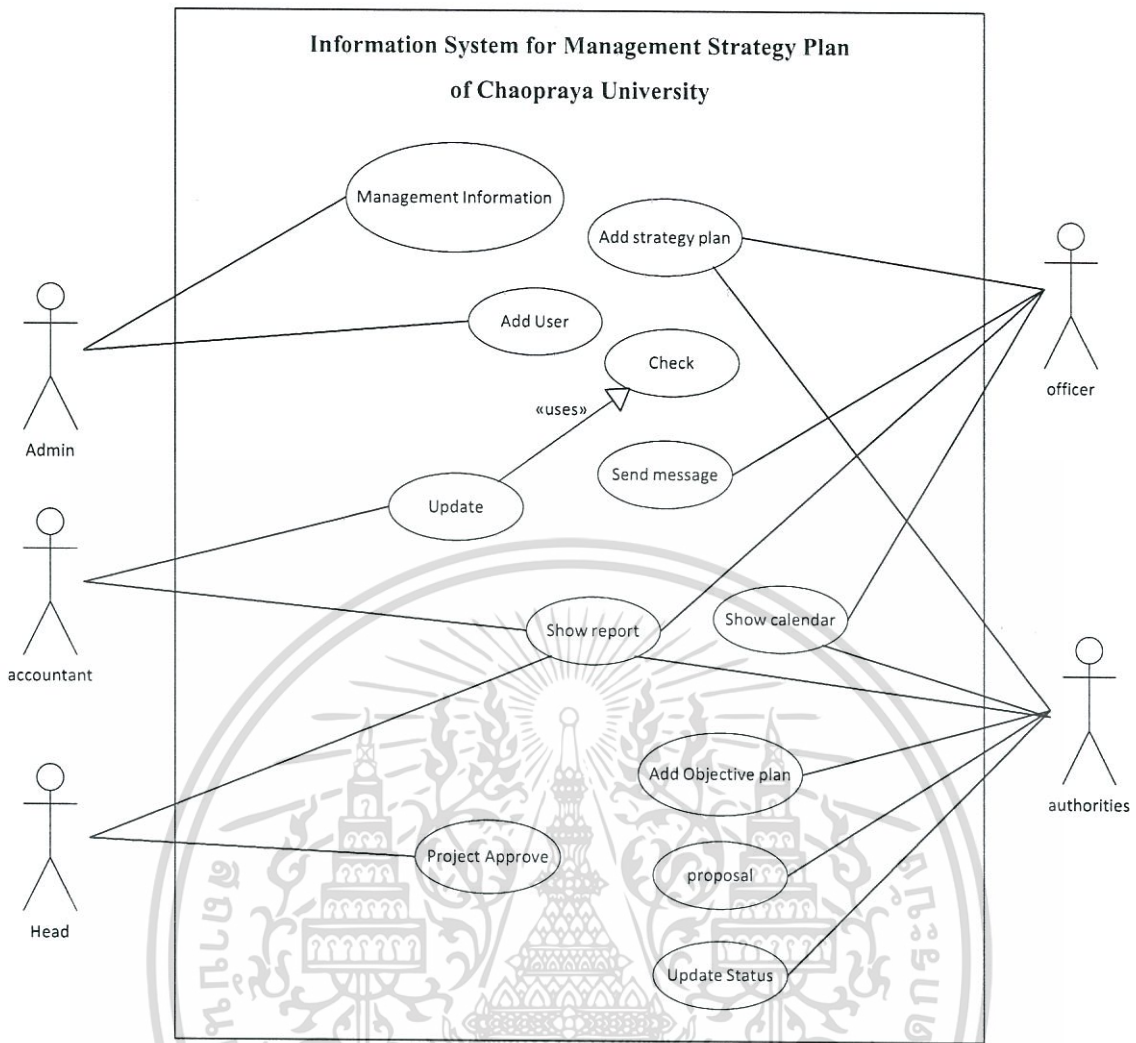 Information System for Management Strategy Plan
of Chaopraya University
Management Information
Add strategy plan
Add User
Check
«uses»
Send message
Update
Show report
Show calendar
Add Objective plan
Project Approve
proposal
Update Status
Admin
accountant
Head
officer
authorities